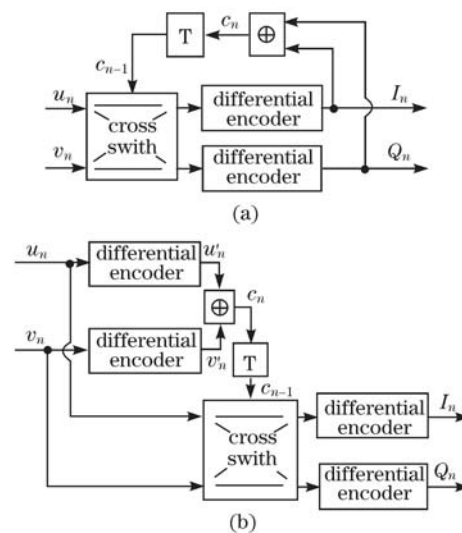 T
c_n
⊕
c_{n−1}
u_n
v_n
cross
swith
differential
encoder
differential
encoder
I_n
Q_n
(a)
u_n
differential
encoder
u'_n
⊕
c_n
v_n
differential
encoder
v'_n
T
c_{n−1}
cross
swith
differential
encoder
I_n
differential
encoder
Q_n
(b)